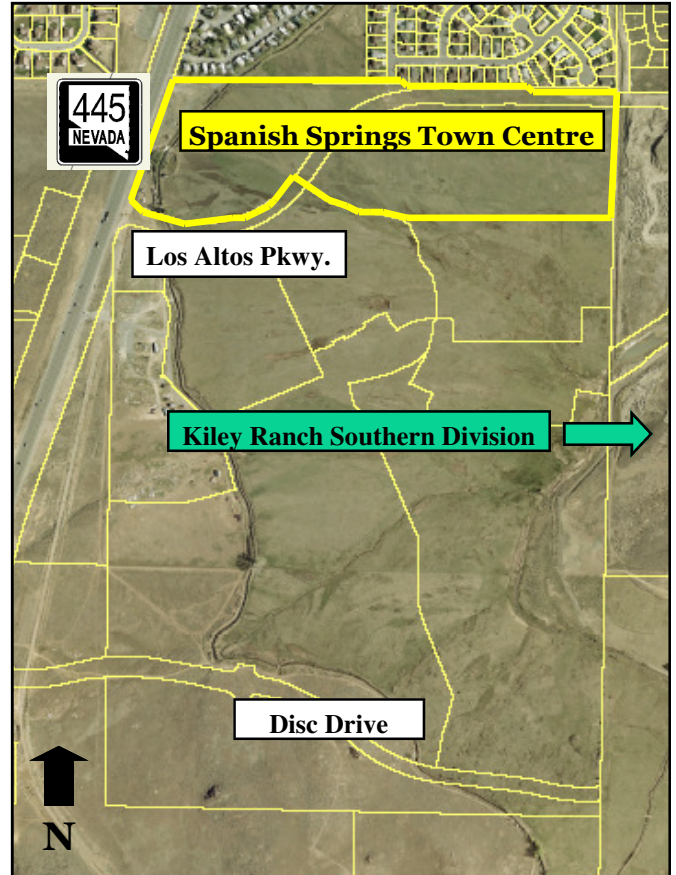 445
NEVADA
Spanish Springs Town Centre
Los Altos Pkwy.
Kiley Ranch Southern Division
Disc Drive
N